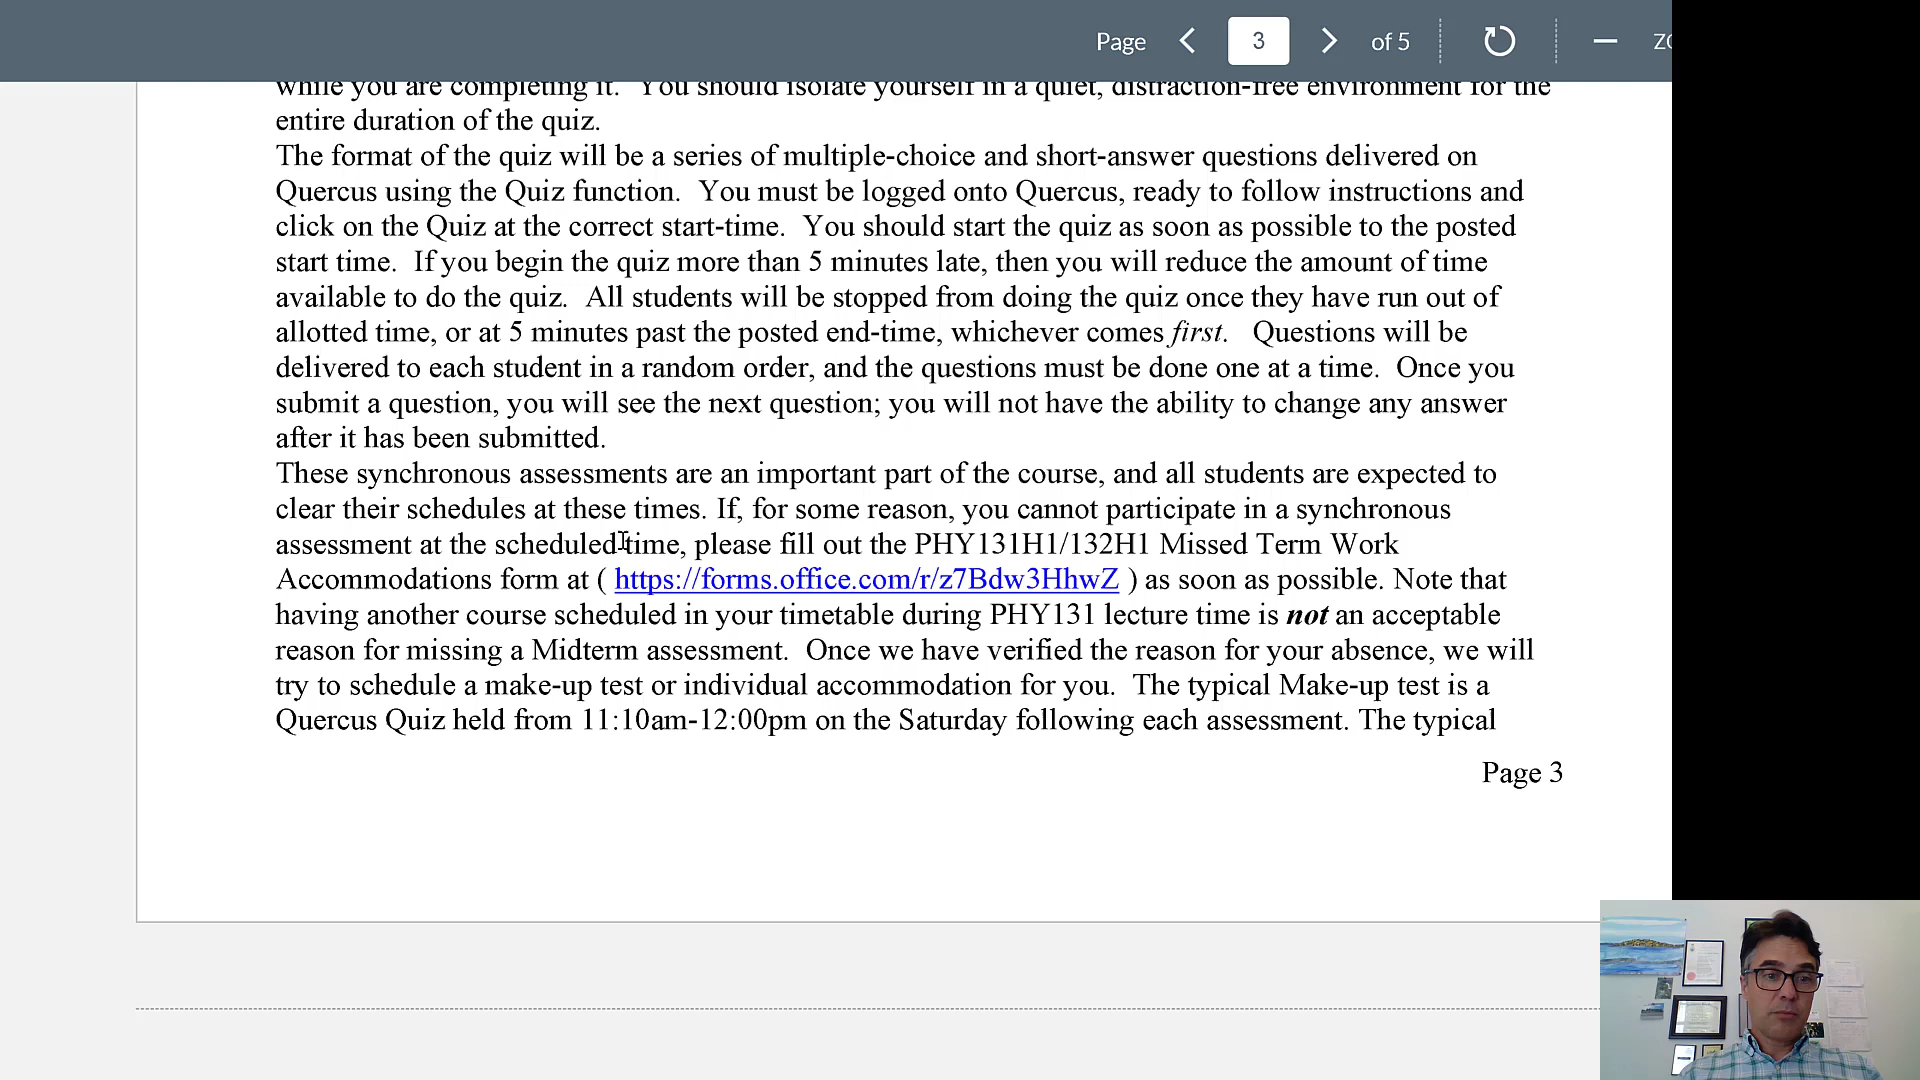 Page 3 of 5
while you are completing it.  You should isolate yourself in a quiet, distraction-free environment for the
entire duration of the quiz.
The format of the quiz will be a series of multiple-choice and short-answer questions delivered on
Quercus using the Quiz function.  You must be logged onto Quercus, ready to follow instructions and
click on the Quiz at the correct start-time.  You should start the quiz as soon as possible to the posted
start time.  If you begin the quiz more than 5 minutes late, then you will reduce the amount of time
available to do the quiz.  All students will be stopped from doing the quiz once they have run out of
allotted time, or at 5 minutes past the posted end-time, whichever comes first.   Questions will be
delivered to each student in a random order, and the questions must be done one at a time.  Once you
submit a question, you will see the next question; you will not have the ability to change any answer
after it has been submitted.
These synchronous assessments are an important part of the course, and all students are expected to
clear their schedules at these times. If, for some reason, you cannot participate in a synchronous
assessment at the scheduled time, please fill out the PHY131H1/132H1 Missed Term Work
Accommodations form at ( https://forms.office.com/r/z7Bdw3HhwZ ) as soon as possible. Note that
having another course scheduled in your timetable during PHY131 lecture time is not an acceptable
reason for missing a Midterm assessment.  Once we have verified the reason for your absence, we will
try to schedule a make-up test or individual accommodation for you.  The typical Make-up test is a
Quercus Quiz held from 11:10am-12:00pm on the Saturday following each assessment. The typical
Page 3